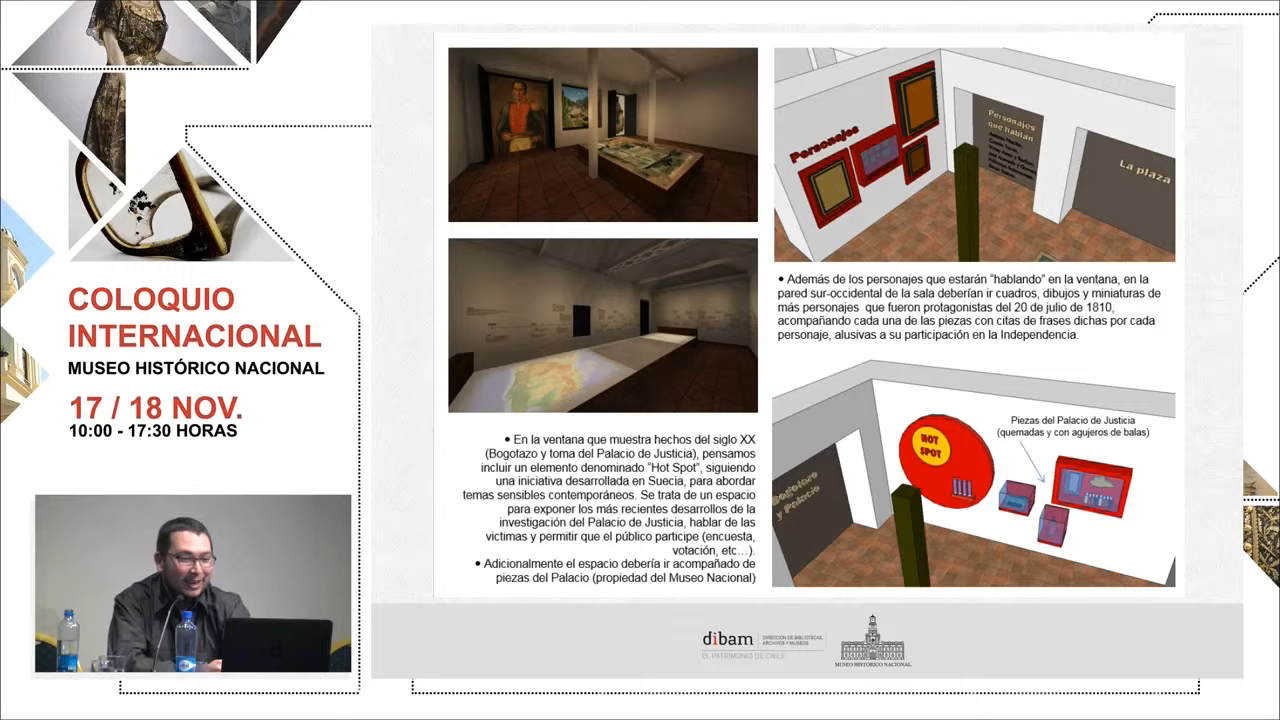 COLOQUIO
INTERNACIONAL
MUSEO HISTÓRICO NACIONAL
17 / 18 NOV.
10:00 - 17:30 HORAS
Personajes
Personajes
que hablan
La plaza
• Además de los personajes que estarán "hablando" en la ventana, en la
pared sur-occidental de la sala deberían ir cuadros, dibujos y miniaturas de
más personajes que fueron protagonistas del 20 de julio de 1810,
acompañando cada una de las piezas con citas de frases dichas por cada
personaje, alusivas a su participación en la Independencia.
• En la ventana que muestra hechos del siglo XX
(Bogotazo y toma del Palacio de Justicia), pensamos
incluir un elemento denominado "Hot Spot", siguiendo
una iniciativa desarrollada en Suecia, para abordar
temas sensibles contemporáneos. Se trata de un espacio
para exponer los más recientes desarrollos de la
investigación del Palacio de Justicia, hablar de las
victimas y permitir que el público participe (encuesta,
votación, etc...).
• Adicionalmente el espacio debería ir acompañado de
piezas del Palacio (propiedad del Museo Nacional)
Bogotazo
y Palacio
HOT
SPOT
Piezas del Palacio de Justicia
(quemadas y con agujeros de balas)
dibam
DIRECCIÓN DE BIBLIOTECAS,
ARCHIVOS Y MUSEOS
EL PATRIMONIO DE CHILE
MUSEO HISTÓRICO NACIONAL